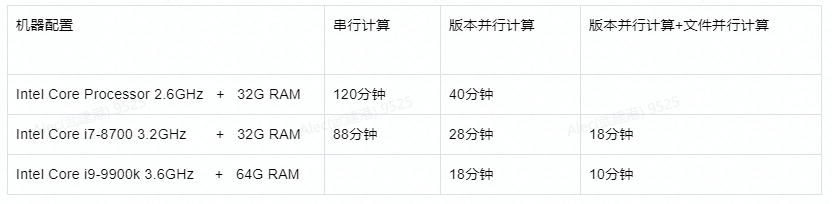 机器配置 串行计算 版本并行计算 版本并行计算+文件并行计算
Intel Core Processor 2.6GHz + 32G RAM 120分钟 40分钟
Intel Core i7-8700 3.2GHz + 32G RAM 88分钟 28分钟 18分钟
Intel Core i9-9900k 3.6GHz + 64G RAM 18分钟 10分钟